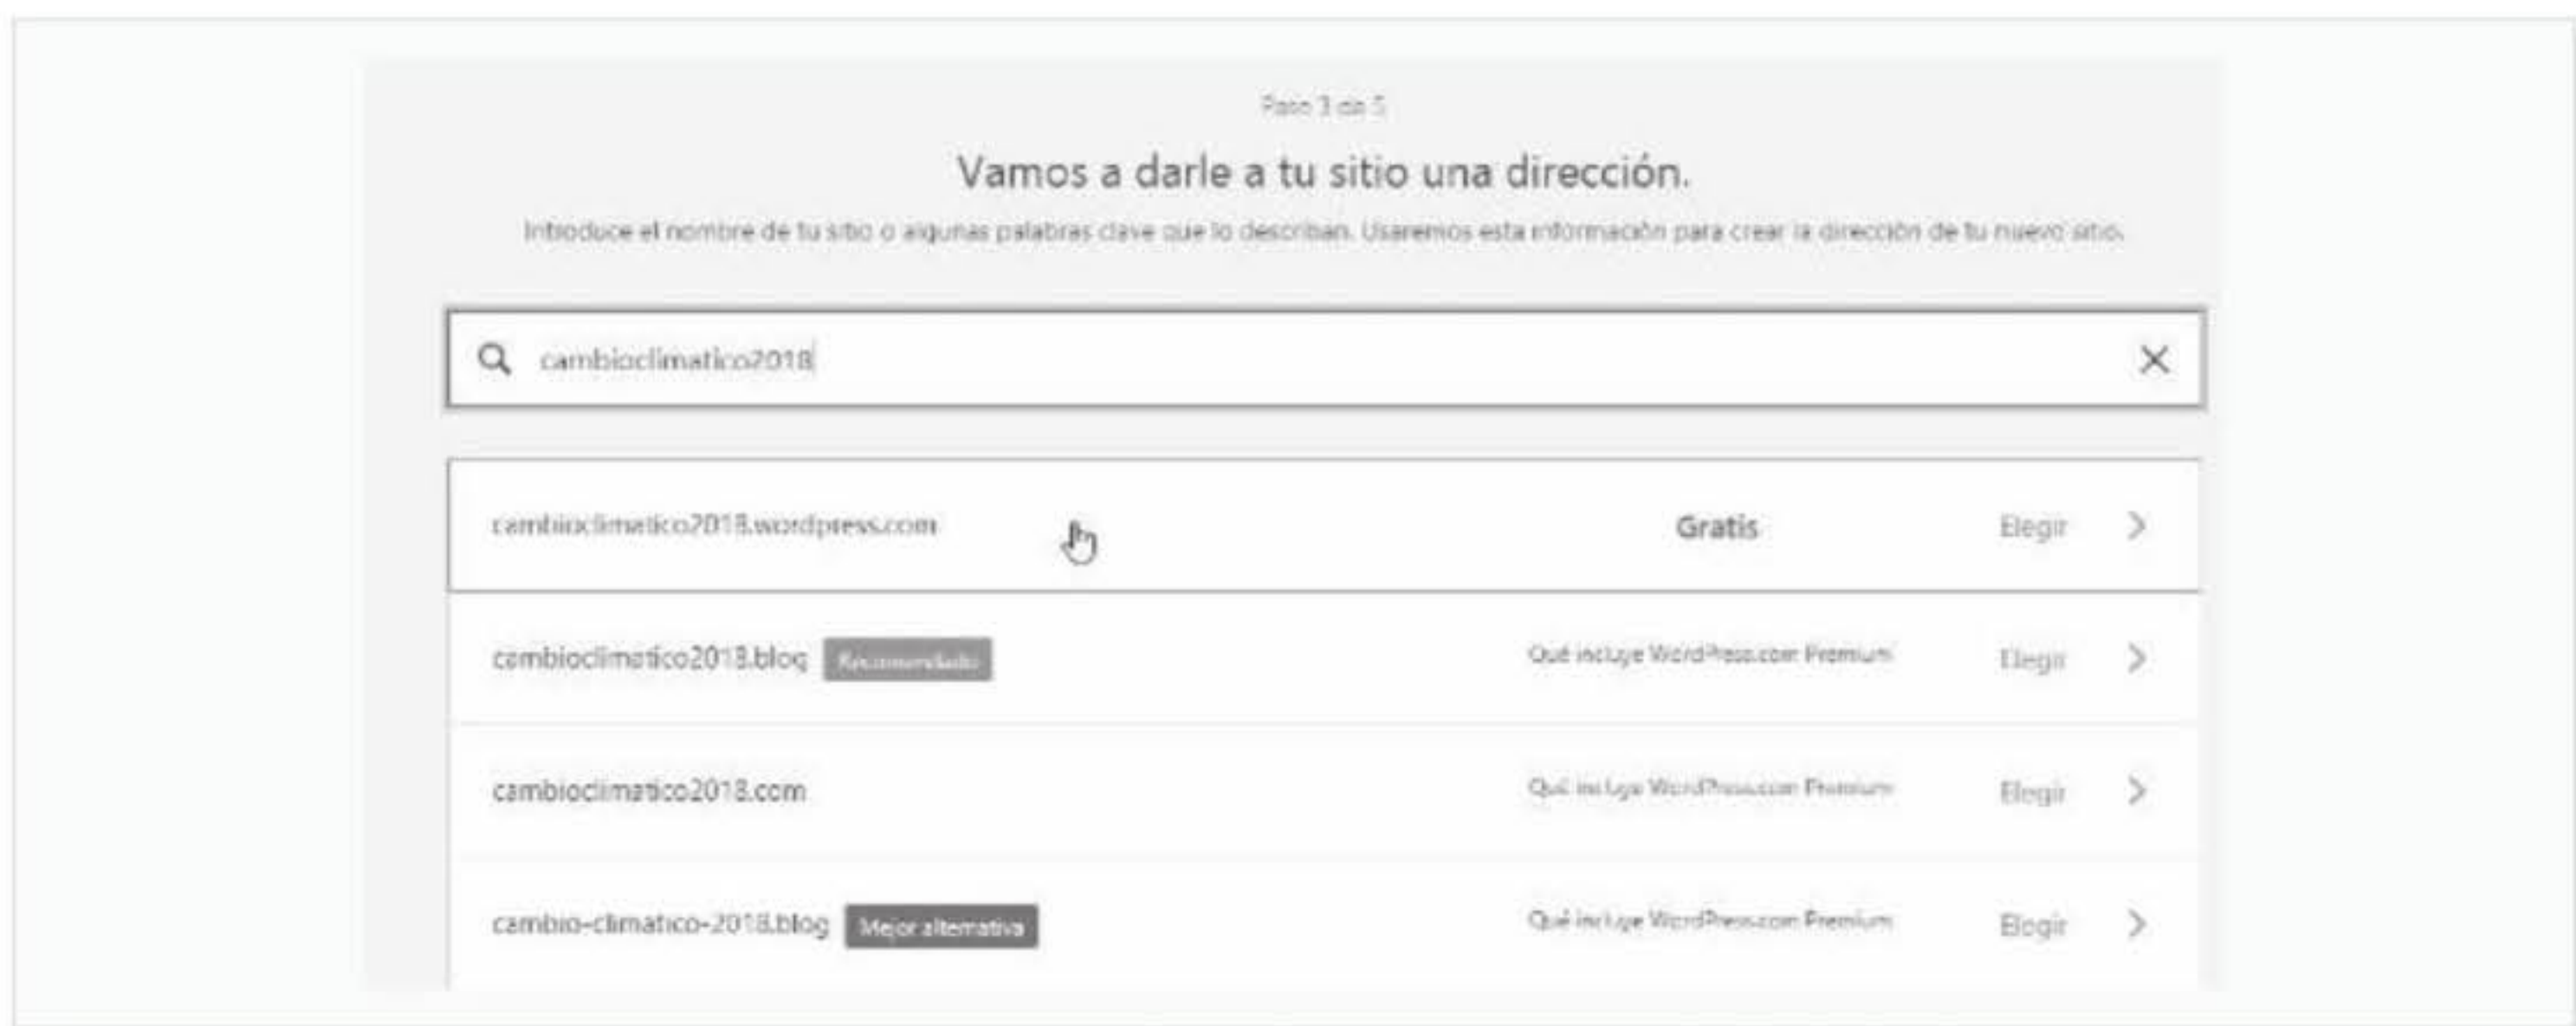 Paso 3 de 5
Vamos a darle a tu sitio una dirección.
Introduce el nombre de tu sitio o algunas palabras clave que lo describan. Usaremos esta información para crear la dirección de tu nuevo sitio.
cambioclimatico2018
cambioclimatico2018.wordpress.com Gratis Elegir
cambioclimatico2018.blog Recomendado Qué incluye WordPress.com Premium Elegir
cambioclimatico2018.com Qué incluye WordPress.com Premium Elegir
cambio-climatico-2018.blog Mejor alternativa Qué incluye WordPress.com Premium Elegir